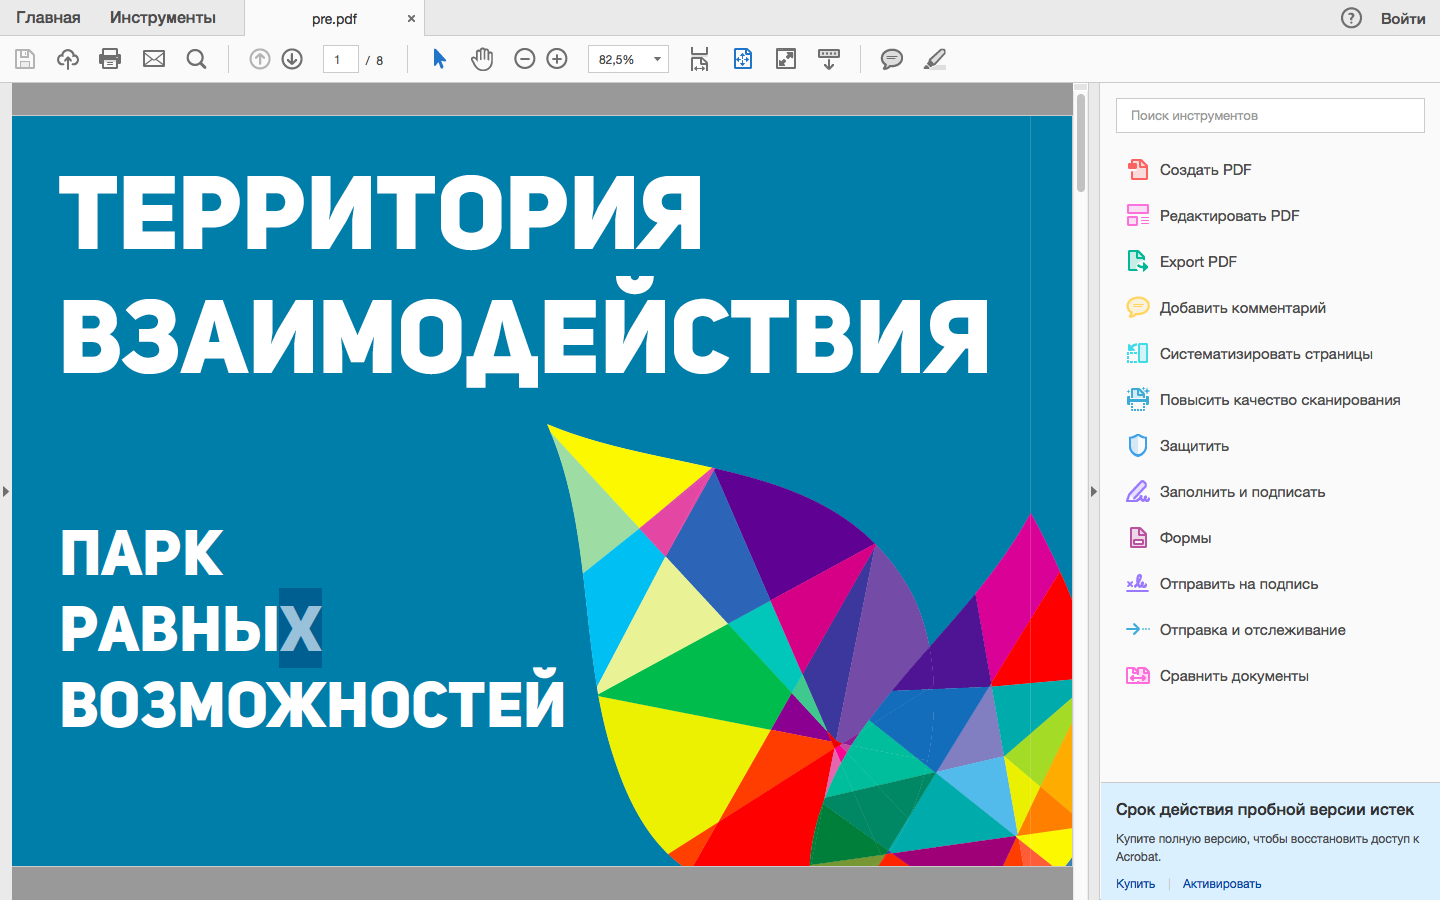 Главная Инструменты pre.pdf × ? Войти
1 / 8 82,5%
Поиск инструментов
ТЕРРИТОРИЯ
ВЗАИМОДЕЙСТВИЯ
ПАРК
РАВНЫХ
ВОЗМОЖНОСТЕЙ
Создать PDF
Редактировать PDF
Export PDF
Добавить комментарий
Систематизировать страницы
Повысить качество сканирования
Защитить
Заполнить и подписать
Формы
Отправить на подпись
Отправка и отслеживание
Сравнить документы
Срок действия пробной версии истек
Купите полную версию, чтобы восстановить доступ к
Acrobat.
Купить | Активировать